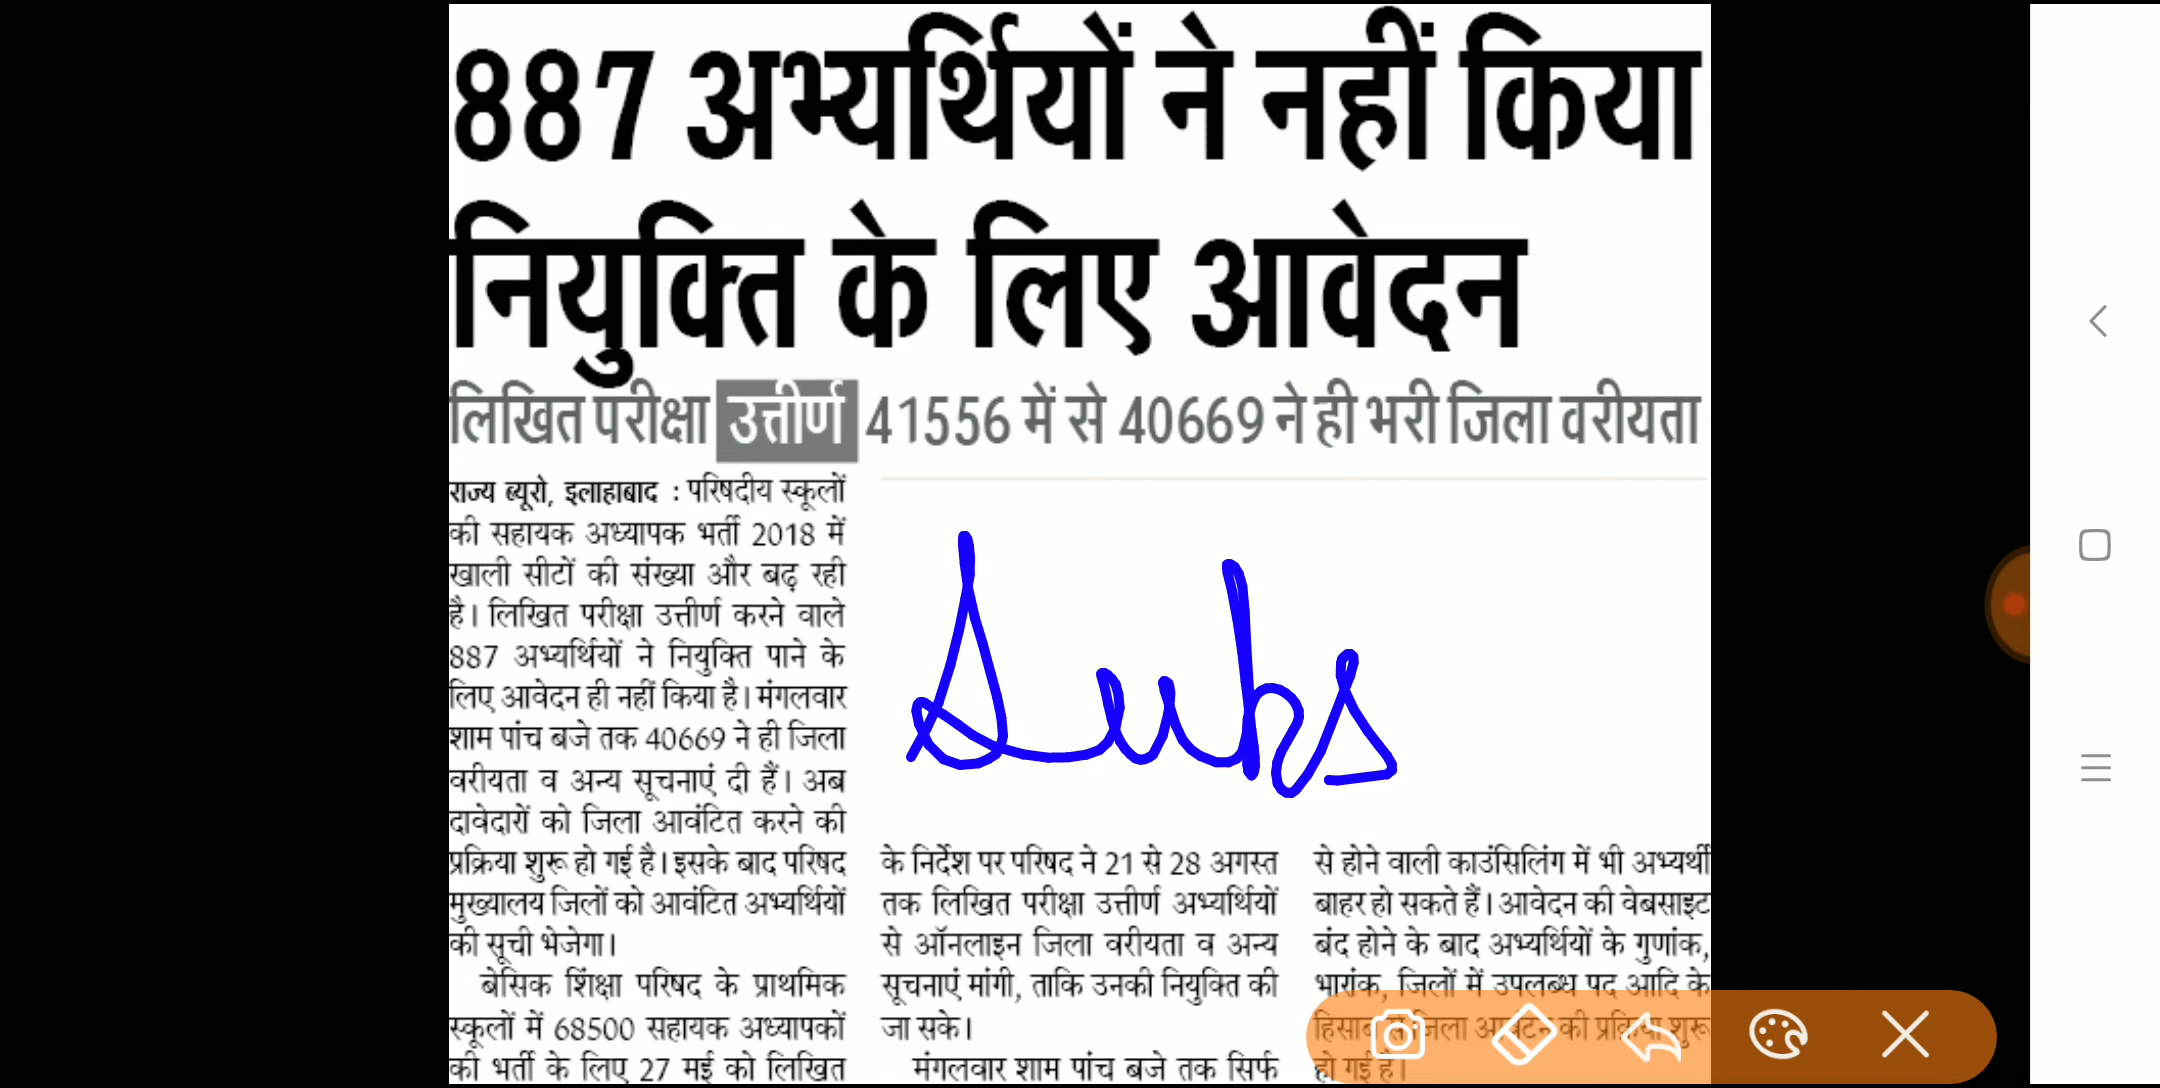 887 अभ्यर्थियों ने नहीं किया
नियुक्ति के लिए आवेदन
लिखित परीक्षा उत्तीर्ण 41556 में से 40669 ने ही भरी जिला वरीयता
राज्य ब्यूरो, इलाहाबाद : परिषदीय स्कूलों
की सहायक अध्यापक भर्ती 2018 में
खाली सीटों की संख्या और बढ़ रही
है। लिखित परीक्षा उत्तीर्ण करने वाले
887 अभ्यर्थियों ने नियुक्ति पाने के
लिए आवेदन ही नहीं किया है। मंगलवार
शाम पांच बजे तक 40669 ने ही जिला
वरीयता व अन्य सूचनाएं दी हैं। अब
दावेदारों को जिला आवंटित करने की
प्रक्रिया शुरू हो गई है। इसके बाद परिषद
मुख्यालय जिलों को आवंटित अभ्यर्थियों
की सूची भेजेगा।
बेसिक शिक्षा परिषद के प्राथमिक
स्कूलों में 68500 सहायक अध्यापकों
की भर्ती के लिए 27 मई को लिखित
Subs
के निर्देश पर परिषद ने 21 से 28 अगस्त
तक लिखित परीक्षा उत्तीर्ण अभ्यर्थियों
से ऑनलाइन जिला वरीयता व अन्य
सूचनाएं मांगी, ताकि उनकी नियुक्ति की
जा सके।
मंगलवार शाम पांच बजे तक सिर्फ
से होने वाली काउंसिलिंग में भी अभ्यर्थी
बाहर हो सकते हैं। आवेदन की वेबसाइट
बंद होने के बाद अभ्यर्थियों के गुणांक,
भारांक, जिलों में उपलब्ध पद आदि के
हिसाब से जिला आवंटन की प्रक्रिया शुरू
हो गई है।